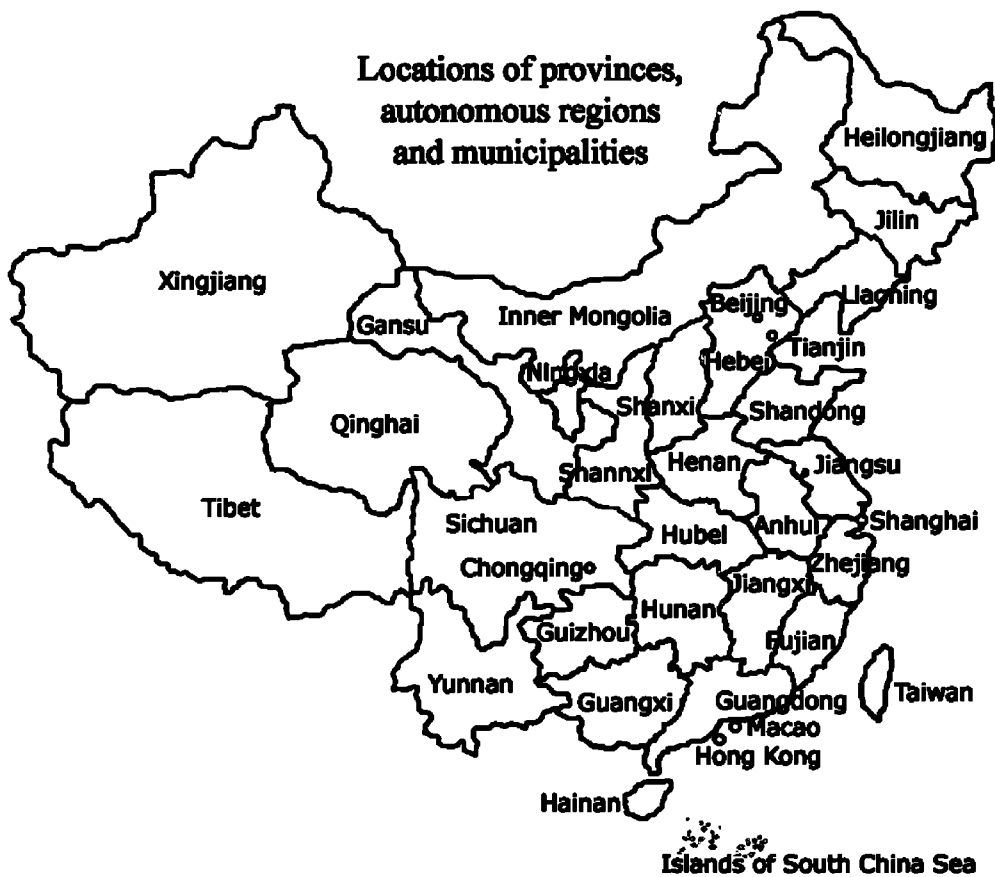 Locations of provinces,
autonomous regions
and municipalities
Heilongjiang
Jilin
Xingjiang
Liaoning
Beijing
Inner Mongolia
Gansu
Tianjin
Hebei
Ningxia
Shanxi
Shandong
Qinghai
Henan
Jiangsu
Shannxi
Tibet
Sichuan
Anhui
Shanghai
Hubei
Chongqing
Zhejiang
Jiangxi
Hunan
Guizhou
Fujian
Yunnan
Taiwan
Guangxi
Guangdong
Macao
Hong Kong
Hainan
Islands of South China Sea